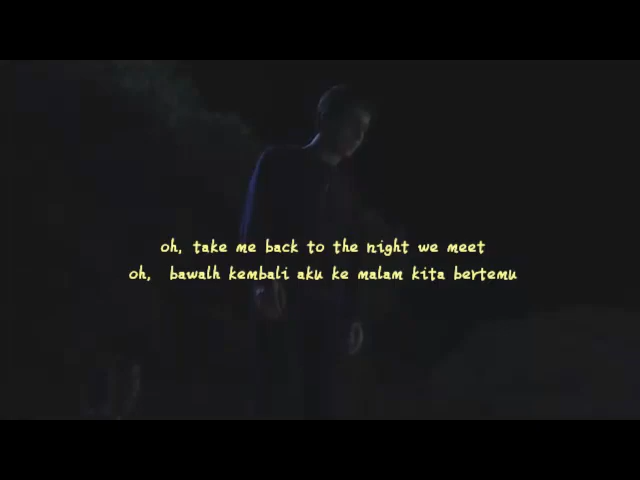 oh, take me back to the night we meet
oh, bawalh kembali aku ke malam kita bertemu